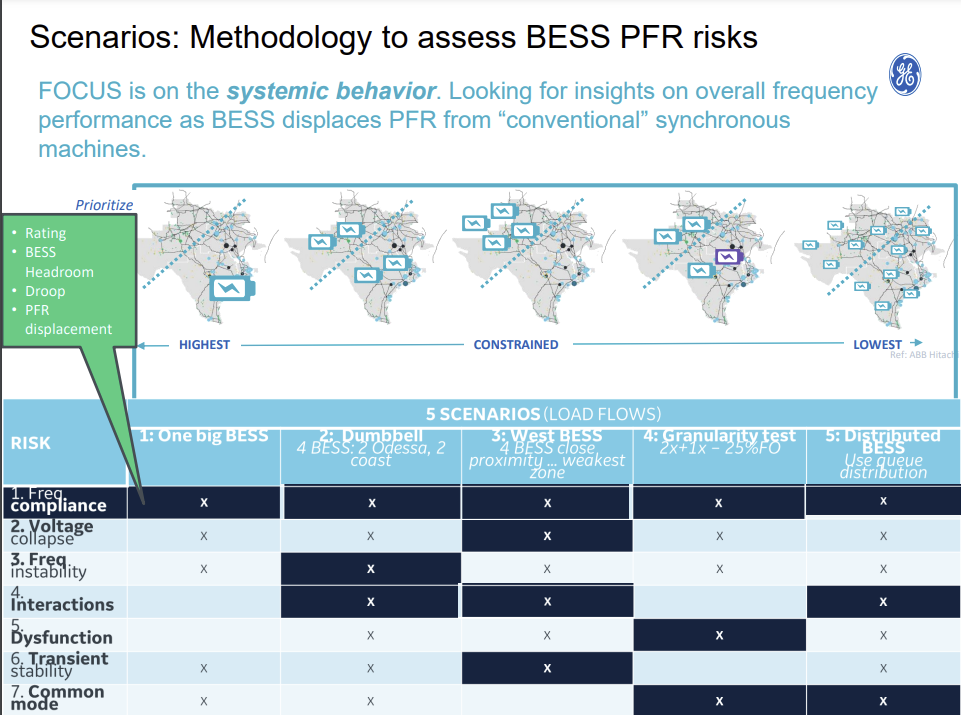 Scenarios: Methodology to assess BESS PFR risks
FOCUS is on the systemic behavior. Looking for insights on overall frequency
performance as BESS displaces PFR from “conventional” synchronous
machines.
Prioritize
• Rating
• BESS
Headroom
• Droop
• PFR
displacement
HIGHEST
CONSTRAINED
LOWEST
Ref: ABB Hitach
RISK
5 SCENARIOS (LOAD FLOWS)
1: One big BESS
2: Dumbbell
4 BESS: 2 Odessa, 2
coast
3: West BESS
4 BESS close
proximity ... weakest
zone
4: Granularity test
2x+1x – 25%FO
5: Distributed
BESS
Use queue
distribution
1. Freq
compliance
X X X X X
2. Voltage
collapse
X X X X X
3. Freq
instability
X X X X X
4.
Interactions
X X X
5.
Dysfunction
X X X X
6. Transient
stability
X X X X
7. Common
mode
X X X X